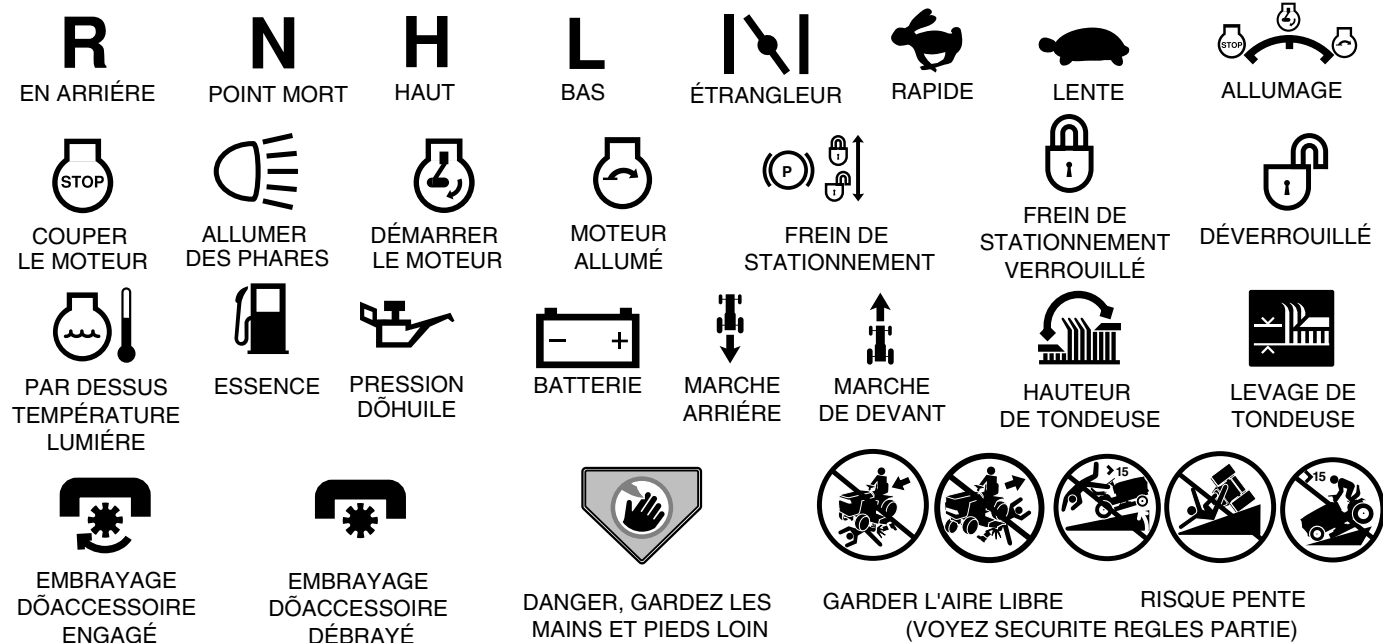 R N H L
EN ARRIÉRE POINT MORT HAUT BAS ÉTRANGLEUR RAPIDE LENTE ALLUMAGE
STOP
STOP
P
COUPER
LE MOTEUR
ALLUMER
DES PHARES
DÉMARRER
LE MOTEUR
MOTEUR
ALLUMÉ
FREIN DE
STATIONNEMENT
FREIN DE
STATIONNEMENT
VERROUILLÉ
DÉVERROUILLÉ
PAR DESSUS
TEMPÉRATURE
LUMIÉRE
ESSENCE
PRESSION
DÕHUILE
BATTERIE
MARCHE
ARRIÉRE
MARCHE
DE DEVANT
HAUTEUR
DE TONDEUSE
LEVAGE DE
TONDEUSE
15
15
EMBRAYAGE
DÕACCESSOIRE
ENGAGÉ
EMBRAYAGE
DÕACCESSOIRE
DÉBRAYÉ
DANGER, GARDEZ LES
MAINS ET PIEDS LOIN
GARDER L'AIRE LIBRE RISQUE PENTE
(VOYEZ SECURITE REGLES PARTIE)